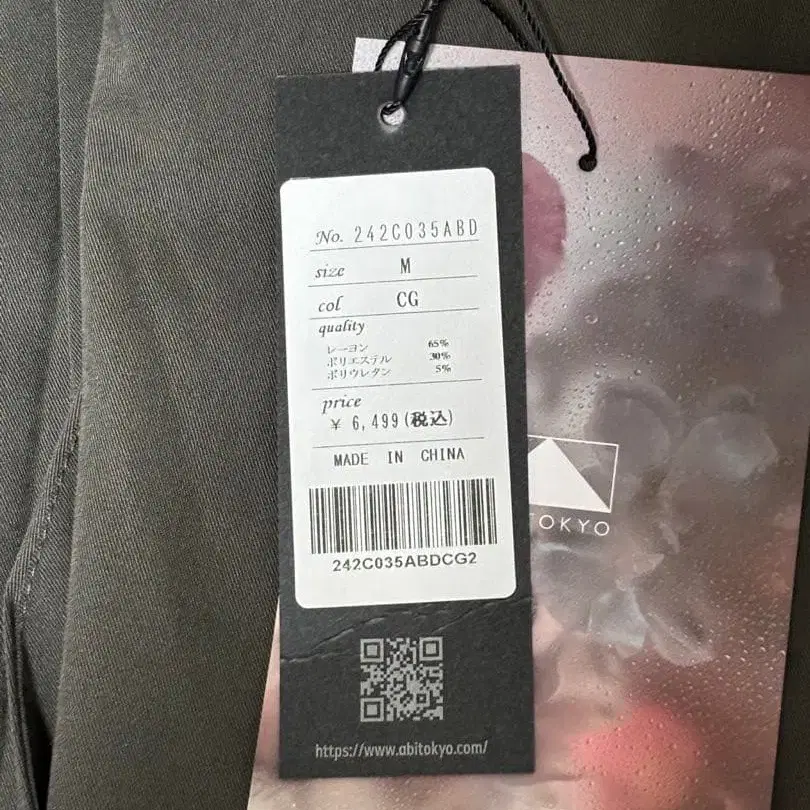 No. 242C035ABD
size M
col CG
quality
レーヨン 65%
ポリエステル 30%
ポリウレタン 5%
price
¥ 6,499(税込)
MADE IN CHINA
242C035ABDCG2
https://www.abitokyo.com/
TOKYO